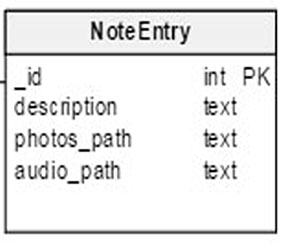 NoteEntry
_id int PK
description text
photos_path text
audio_path text